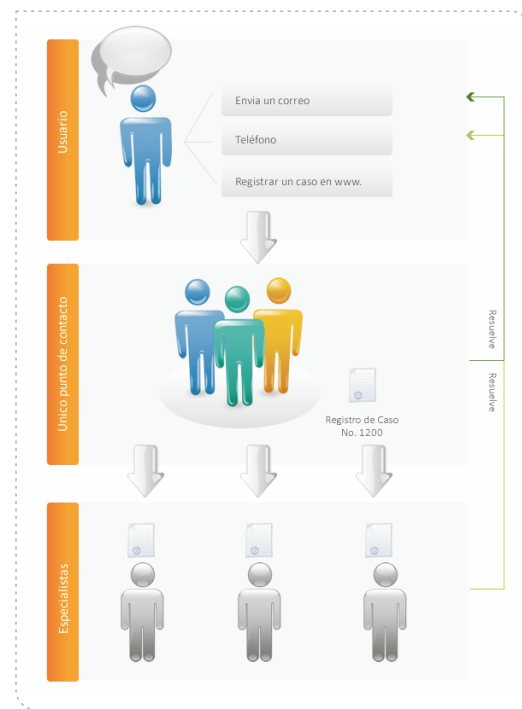 Usuario
Envia un correo
Teléfono
Registrar un caso en www.
Unico punto de contacto
Registro de Caso
No. 1200
Resuelve
Resuelve
Especialistas